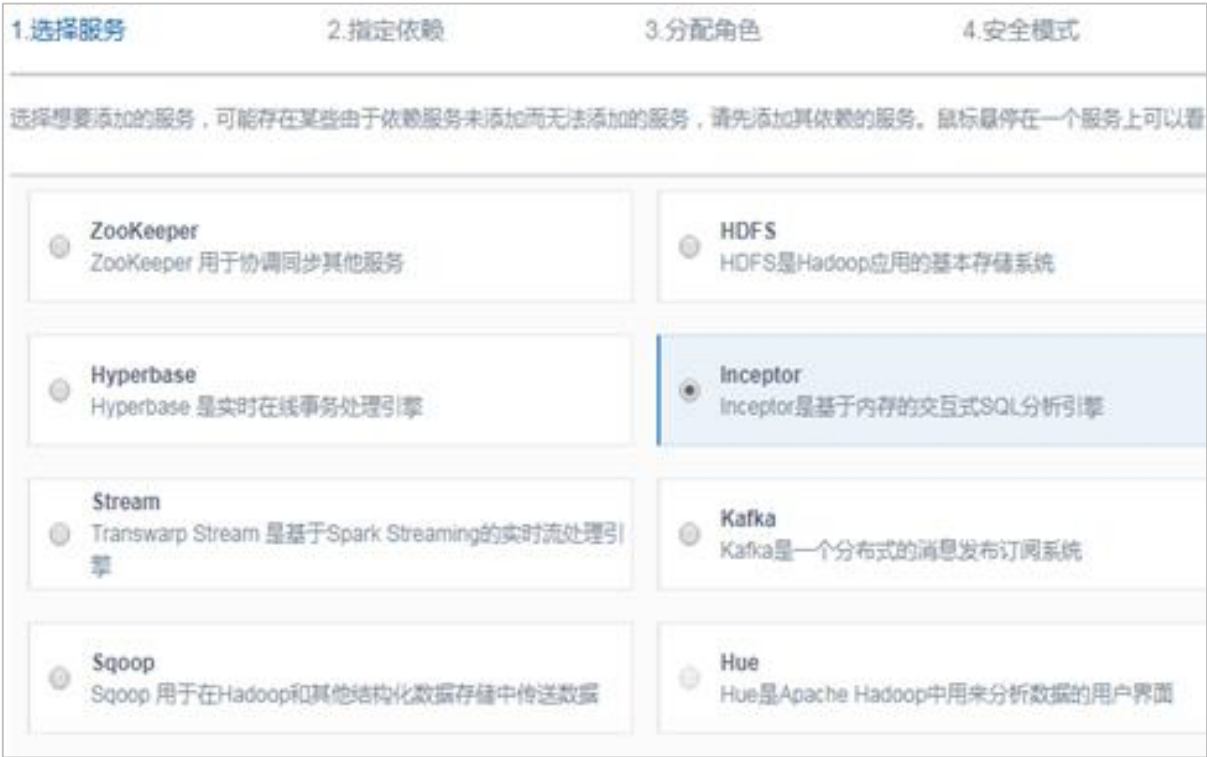 1.选择服务 2.指定依赖 3.分配角色 4.安全模式
选择想要添加的服务，可能存在某些由于依赖服务未添加而无法添加的服务，请先添加其依赖的服务。鼠标悬停在一个服务上可以看
ZooKeeper
ZooKeeper 用于协调同步其他服务
HDFS
HDFS是Hadoop应用的基本存储系统
Hyperbase
Hyperbase 是实时在线事务处理引擎
Inceptor
Inceptor是基于内存的交互式SQL分析引擎
Stream
Transwarp Stream 是基于Spark Streaming的实时流处理引
擎
Kafka
Kafka是一个分布式的消息发布订阅系统
Sqoop
Sqoop 用于在Hadoop和其他结构化数据存储中传送数据
Hue
Hue是Apache Hadoop中用来分析数据的用户界面